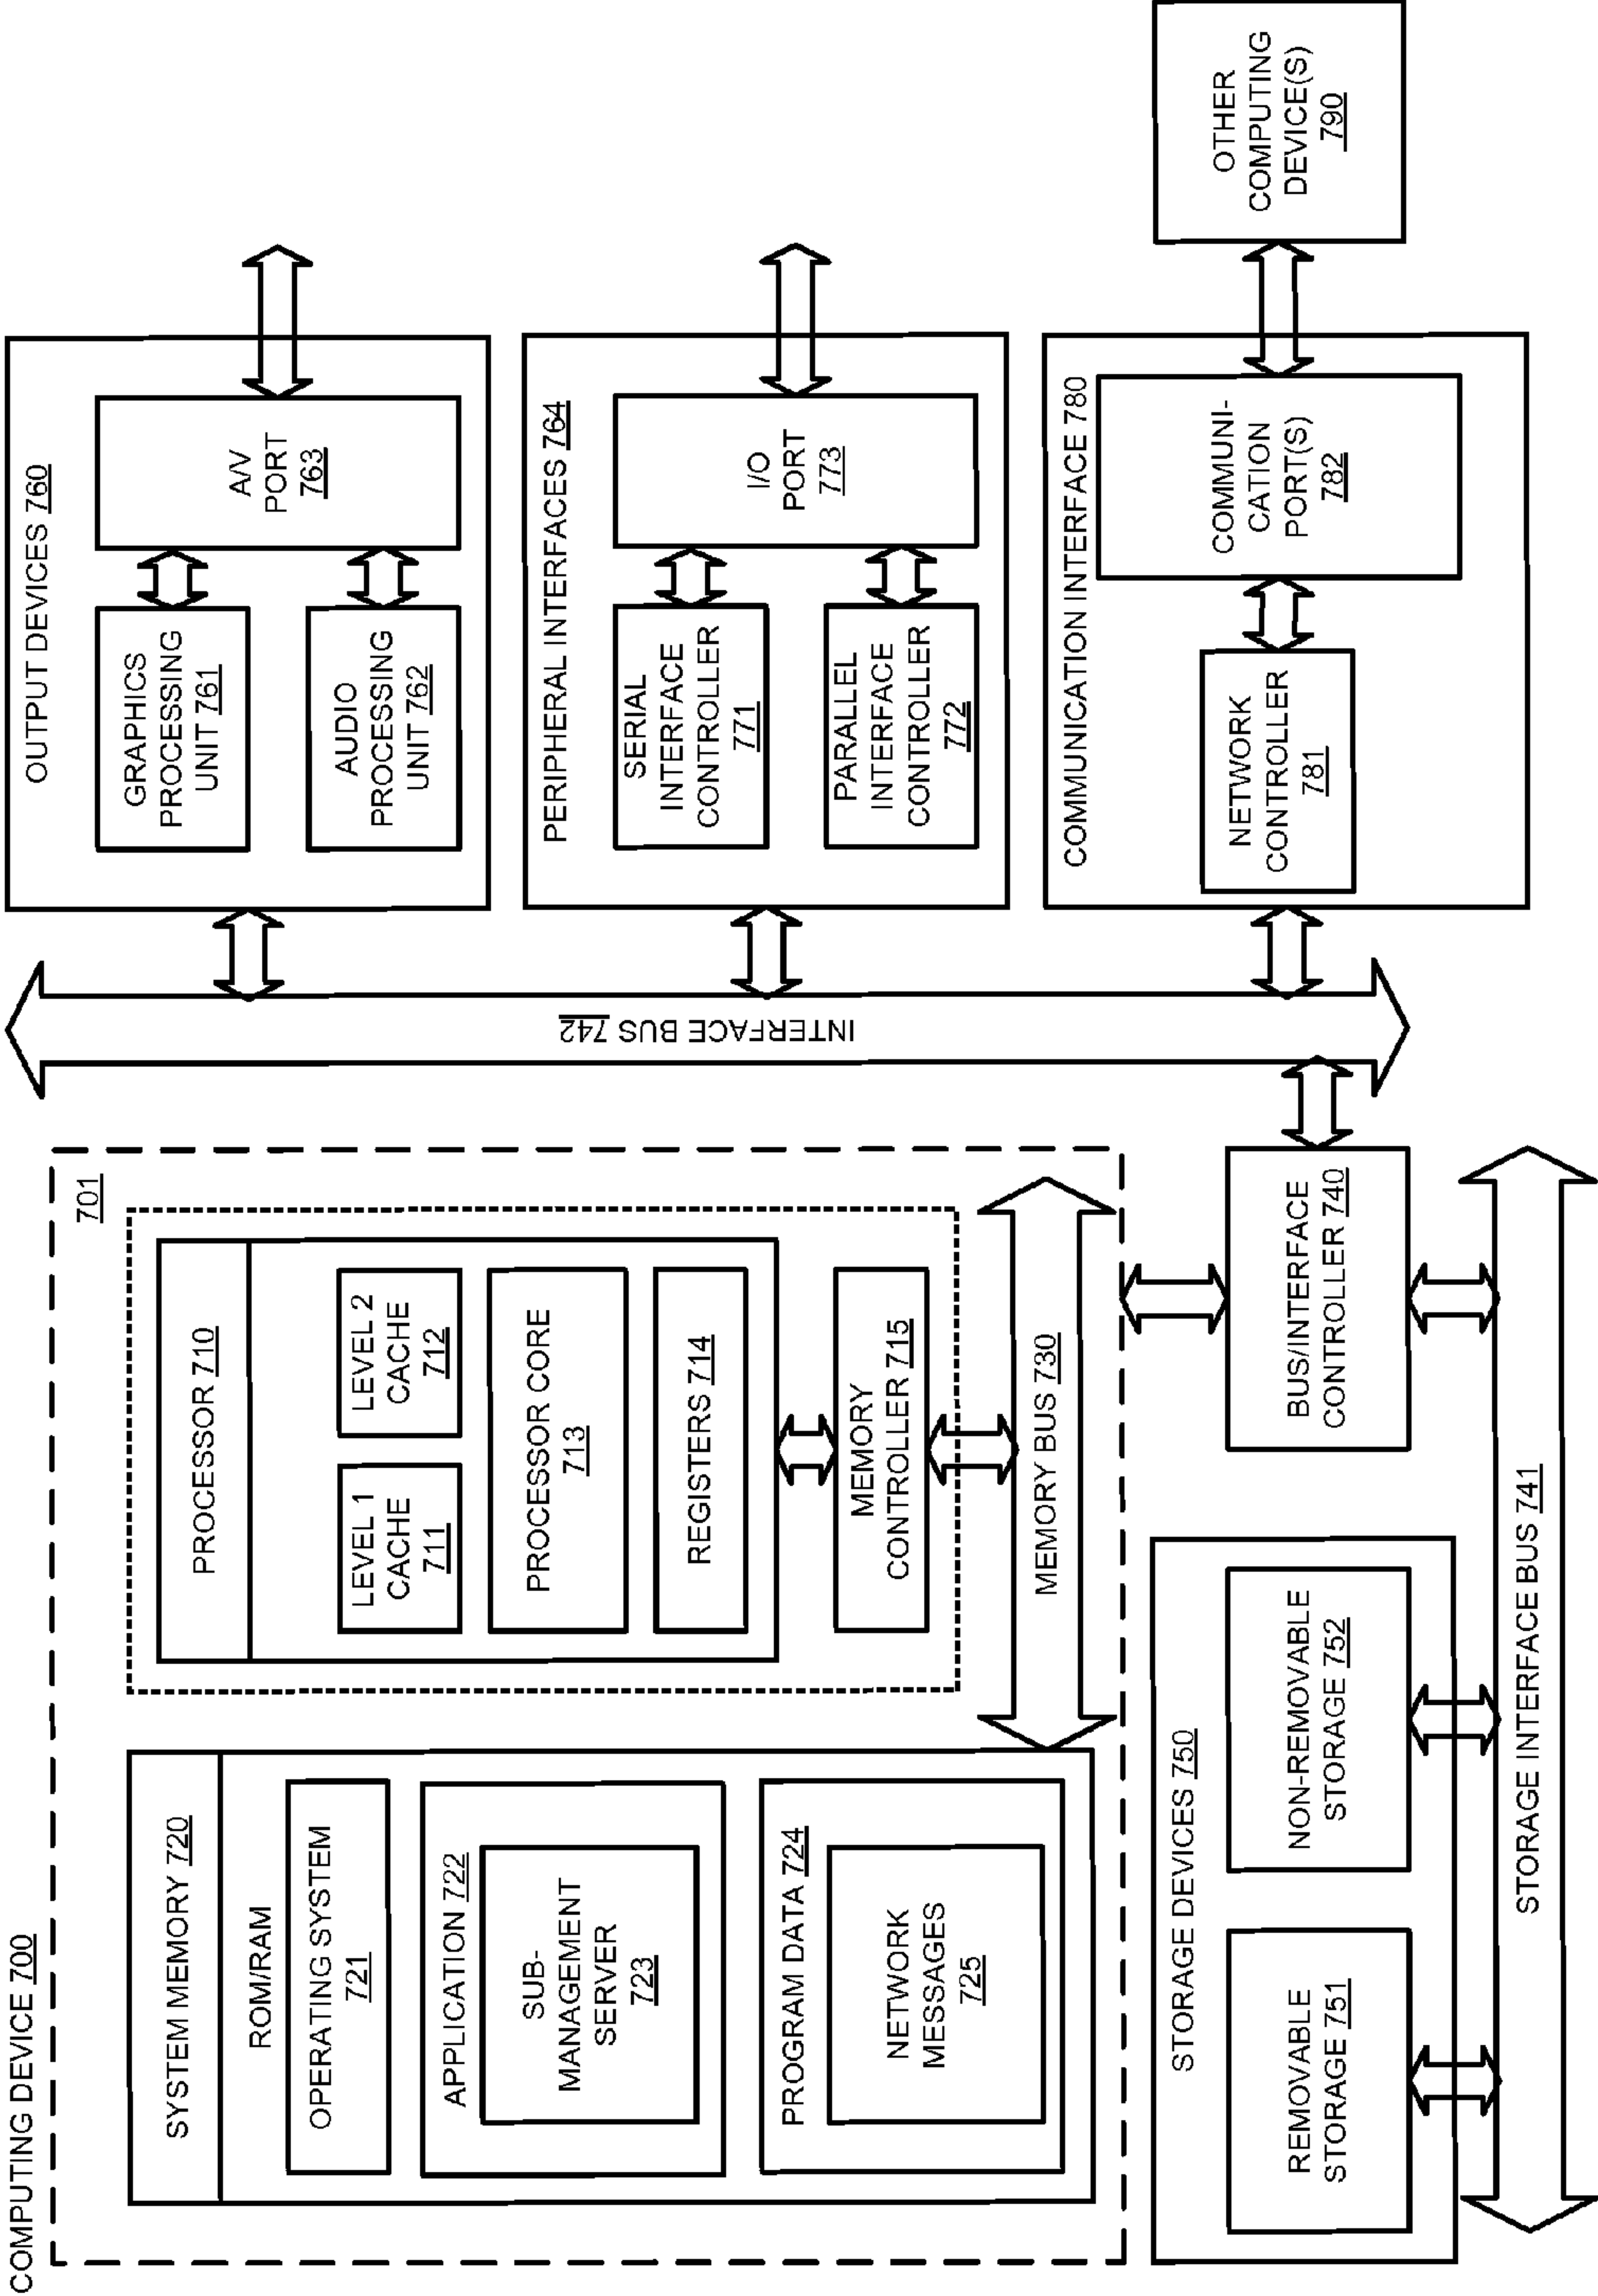 COMPUTING DEVICE 700
701
SYSTEM MEMORY 720
ROM/RAM
OPERATING SYSTEM
721
APPLICATION 722
SUB-
MANAGEMENT
SERVER
723
PROGRAM DATA 724
NETWORK
MESSAGES
725
PROCESSOR 710
LEVEL 1
CACHE
711
LEVEL 2
CACHE
712
PROCESSOR CORE
713
REGISTERS 714
MEMORY
CONTROLLER 715
MEMORY BUS 730
BUS/INTERFACE
CONTROLLER 740
STORAGE DEVICES 750
REMOVABLE
STORAGE 751
NON-REMOVABLE
STORAGE 752
STORAGE INTERFACE BUS 741
INTERFACE BUS 742
OUTPUT DEVICES 760
GRAPHICS
PROCESSING
UNIT 761
AUDIO
PROCESSING
UNIT 762
A/V
PORT
763
PERIPHERAL INTERFACES 764
SERIAL
INTERFACE
CONTROLLER
771
PARALLEL
INTERFACE
CONTROLLER
772
I/O
PORT
773
COMMUNICATION INTERFACE 780
NETWORK
CONTROLLER
781
COMMUNI-
CATION
PORT(S)
782
OTHER
COMPUTING
DEVICE(S)
790